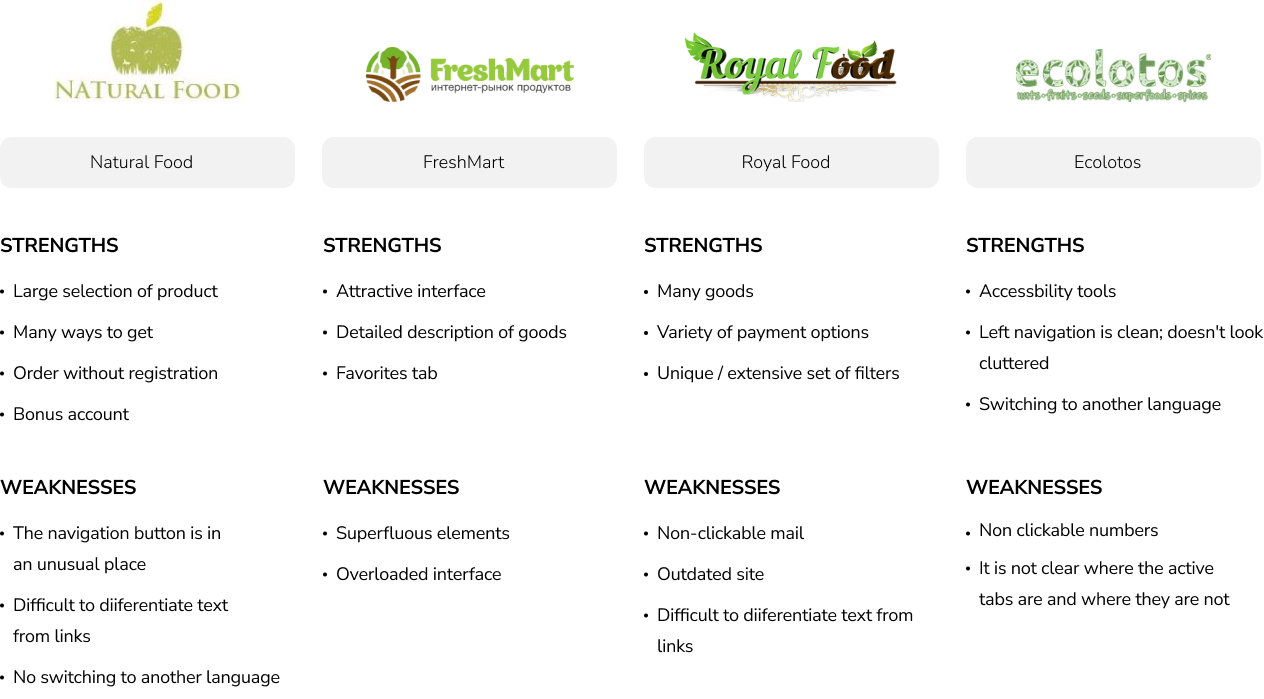 NATURAL FOOD
FreshMart
интернет-рынок продуктов
Royal Food
ecolotos
nuts•fruits•seeds•superfoods•spices
Natural Food
FreshMart
Royal Food
Ecolotos
STRENGTHS
• Large selection of product
• Many ways to get
• Order without registration
• Bonus account
STRENGTHS
• Attractive interface
• Detailed description of goods
• Favorites tab
STRENGTHS
• Many goods
• Variety of payment options
• Unique / extensive set of filters
STRENGTHS
• Accessbility tools
• Left navigation is clean; doesn't look
cluttered
• Switching to another language
WEAKNESSES
• The navigation button is in
an unusual place
• Difficult to diiferentiate text
from links
• No switching to another language
WEAKNESSES
• Superfluous elements
• Overloaded interface
WEAKNESSES
• Non-clickable mail
• Outdated site
• Difficult to diiferentiate text from
links
WEAKNESSES
• Non clickable numbers
• It is not clear where the active
tabs are and where they are not